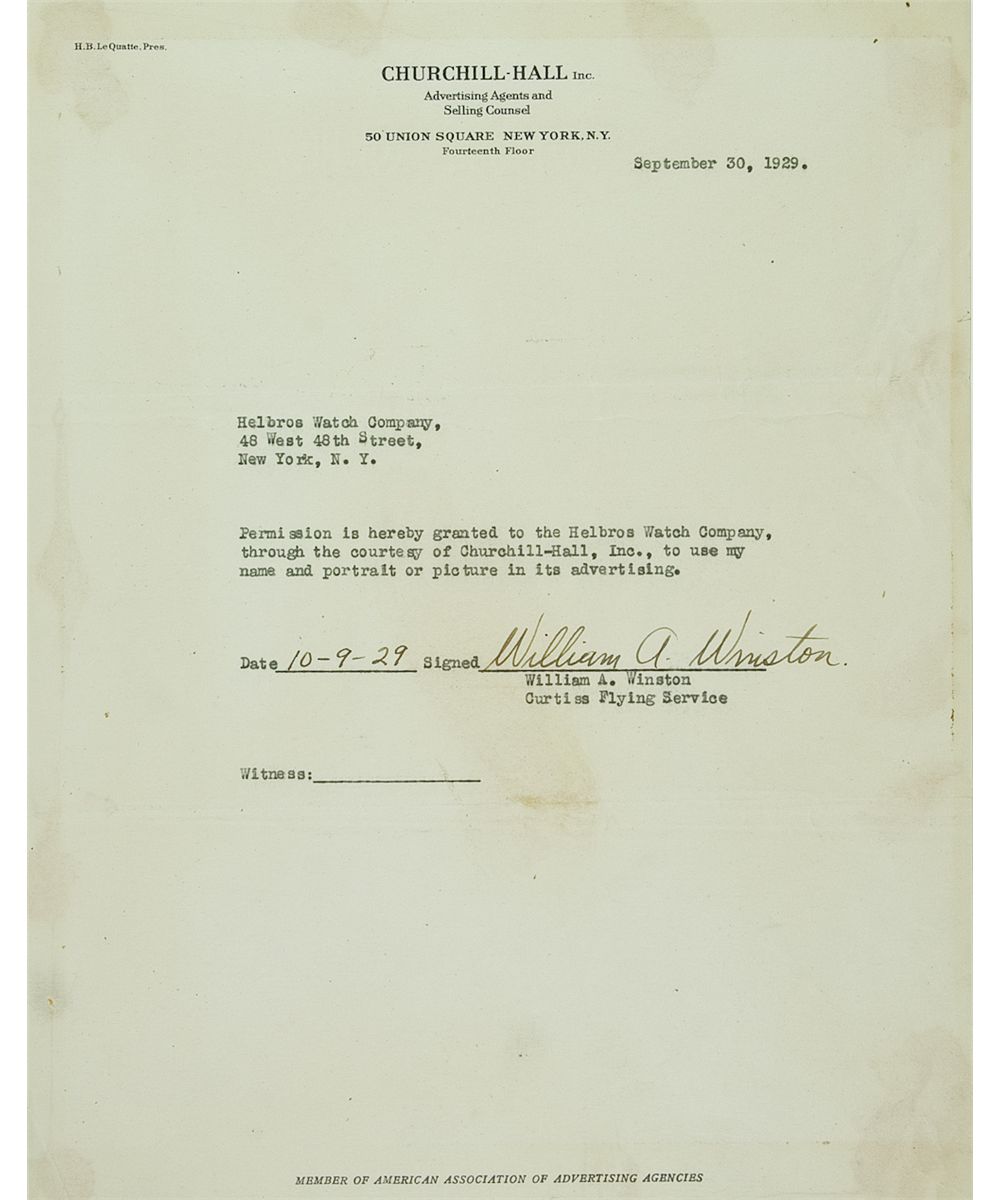 H.B. LeQuatte, Pres.
CHURCHILL-HALL Inc.
Advertising Agents and
Selling Counsel
50 UNION SQUARE NEW YORK, N.Y.
Fourteenth Floor
September 30, 1929.
Helbros Watch Company,
48 West 48th Street,
New York, N. Y.
Permission is hereby granted to the Helbros Watch Company,
through the courtesy of Churchill-Hall, Inc., to use my
name and portrait or picture in its advertising.
Date 10-9-29 Signed William A. Winston.
William A. Winston
Curtiss Flying Service
Witness:
MEMBER OF AMERICAN ASSOCIATION OF ADVERTISING AGENCIES